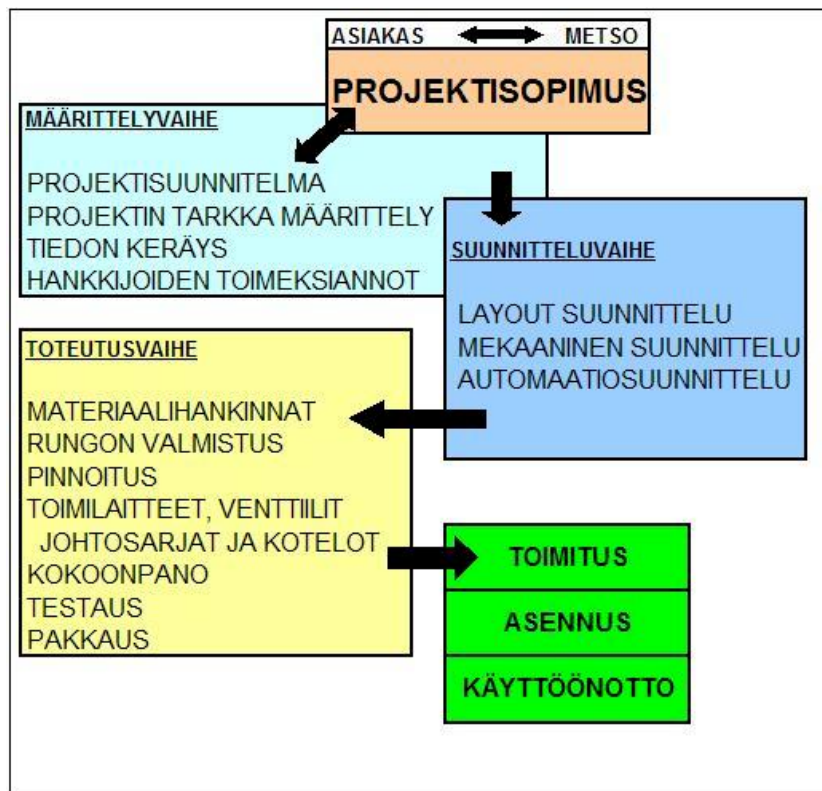 ASIAKAS METSO
PROJEKTISOPIMUS
MÄÄRITTELYVAIHE
PROJEKTISUUNNITELMA
PROJEKTIN TARKKA MÄÄRITTELY
TIEDON KERÄYS
HANKKIJOIDEN TOIMEKSIANNOT
SUUNNITTELUVAIHE
LAYOUT SUUNNITTELU
MEKAANINEN SUUNNITTELU
AUTOMAATIOSUUNNITTELU
TOTEUTUSVAIHE
MATERIAALIHANKINNAT
RUNGON VALMISTUS
PINNOITUS
TOIMILAITTEET, VENTTIILIT
JOHTOSARJAT JA KOTELOT
KOKOONPANO
TESTAUS
PAKKAUS
TOIMITUS
ASENNUS
KÄYTTÖÖNOTTO